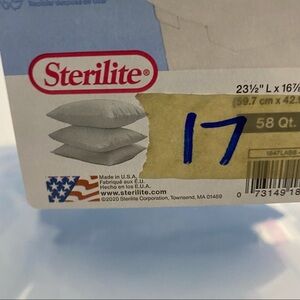 Sterilite®
23½" L x 16⅞
(59.7 cm x 42.9
17
58 Qt.
Made in U.S.A.
Fabriqué aux É.U.
Hecho en los E.U.A.
www.sterilite.com
©2020 Sterilite Corporation, Townsend, MA 01469
0 73149 18